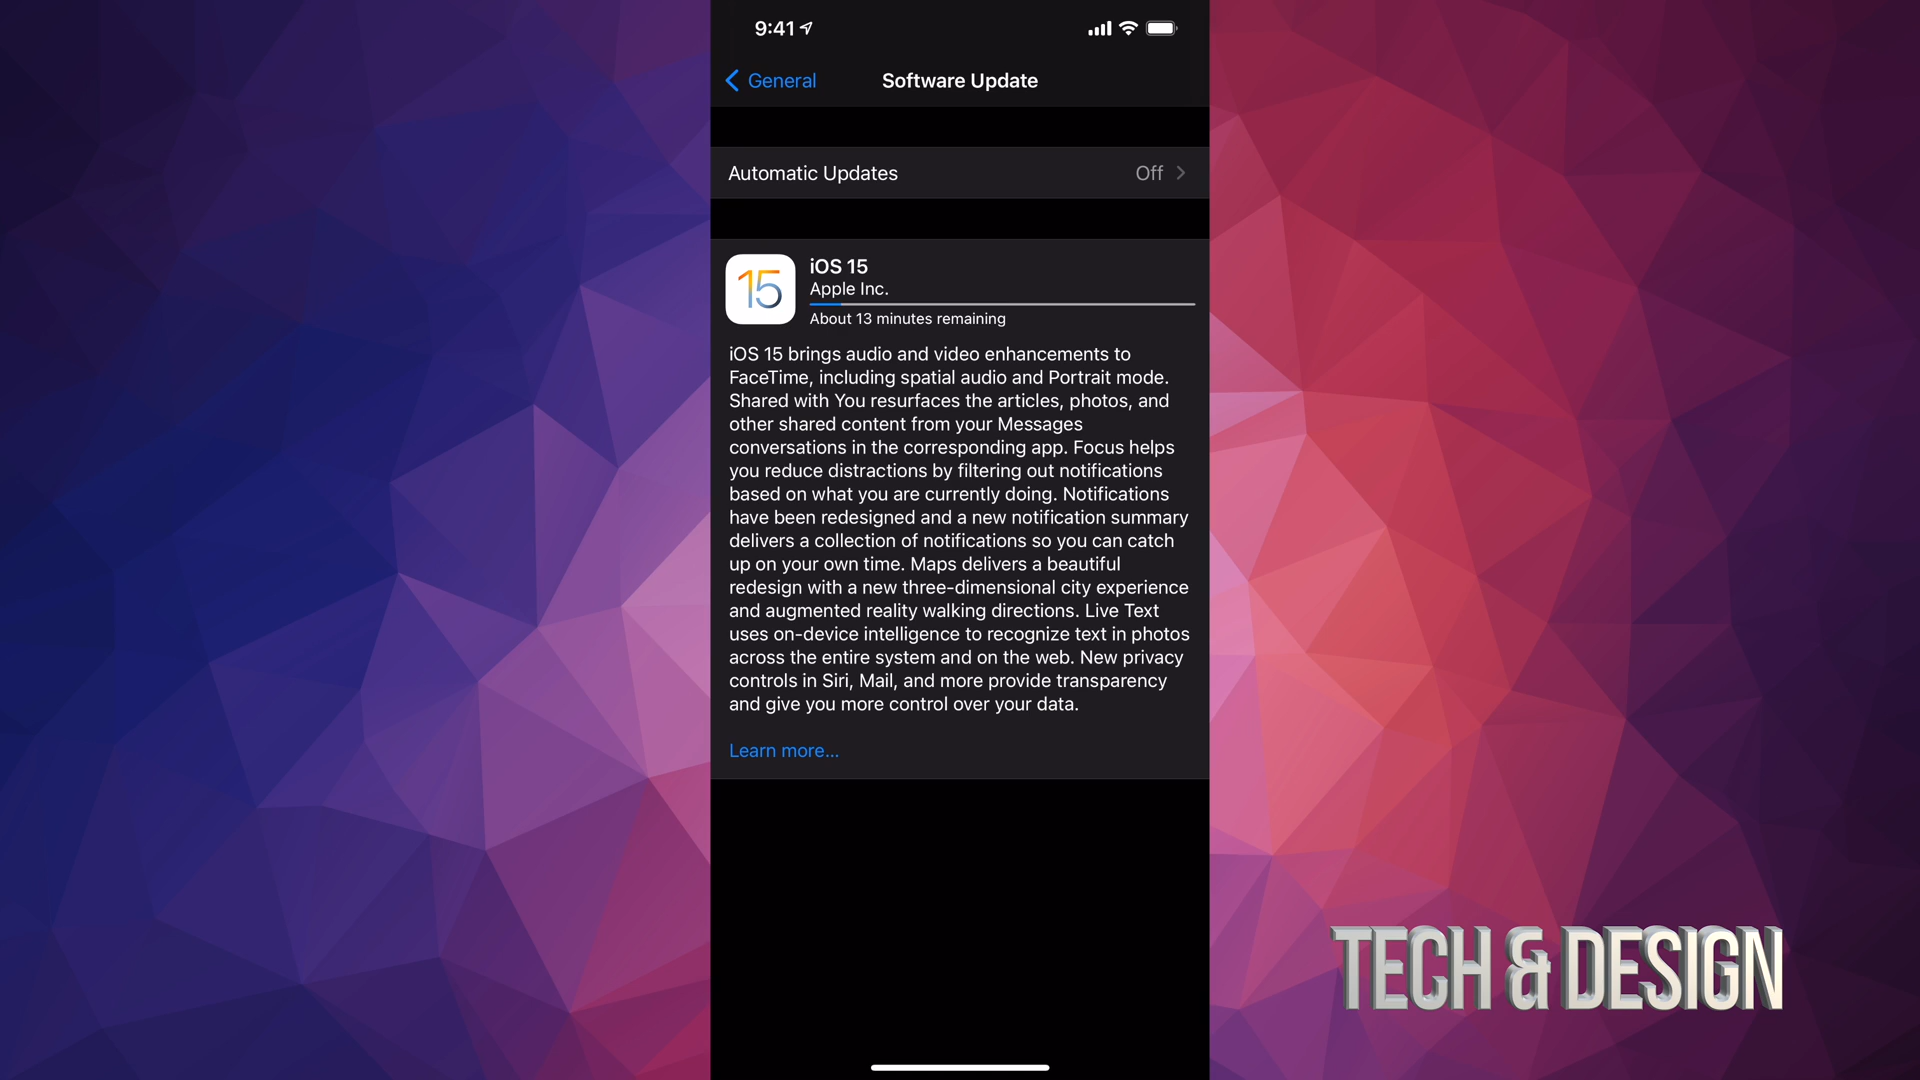 9:41
General
Software Update
Automatic Updates
Off
15
iOS 15
Apple Inc.
About 13 minutes remaining
iOS 15 brings audio and video enhancements to
FaceTime, including spatial audio and Portrait mode.
Shared with You resurfaces the articles, photos, and
other shared content from your Messages
conversations in the corresponding app. Focus helps
you reduce distractions by filtering out notifications
based on what you are currently doing. Notifications
have been redesigned and a new notification summary
delivers a collection of notifications so you can catch
up on your own time. Maps delivers a beautiful
redesign with a new three-dimensional city experience
and augmented reality walking directions. Live Text
uses on-device intelligence to recognize text in photos
across the entire system and on the web. New privacy
controls in Siri, Mail, and more provide transparency
and give you more control over your data.
Learn more...
TECH & DESIGN